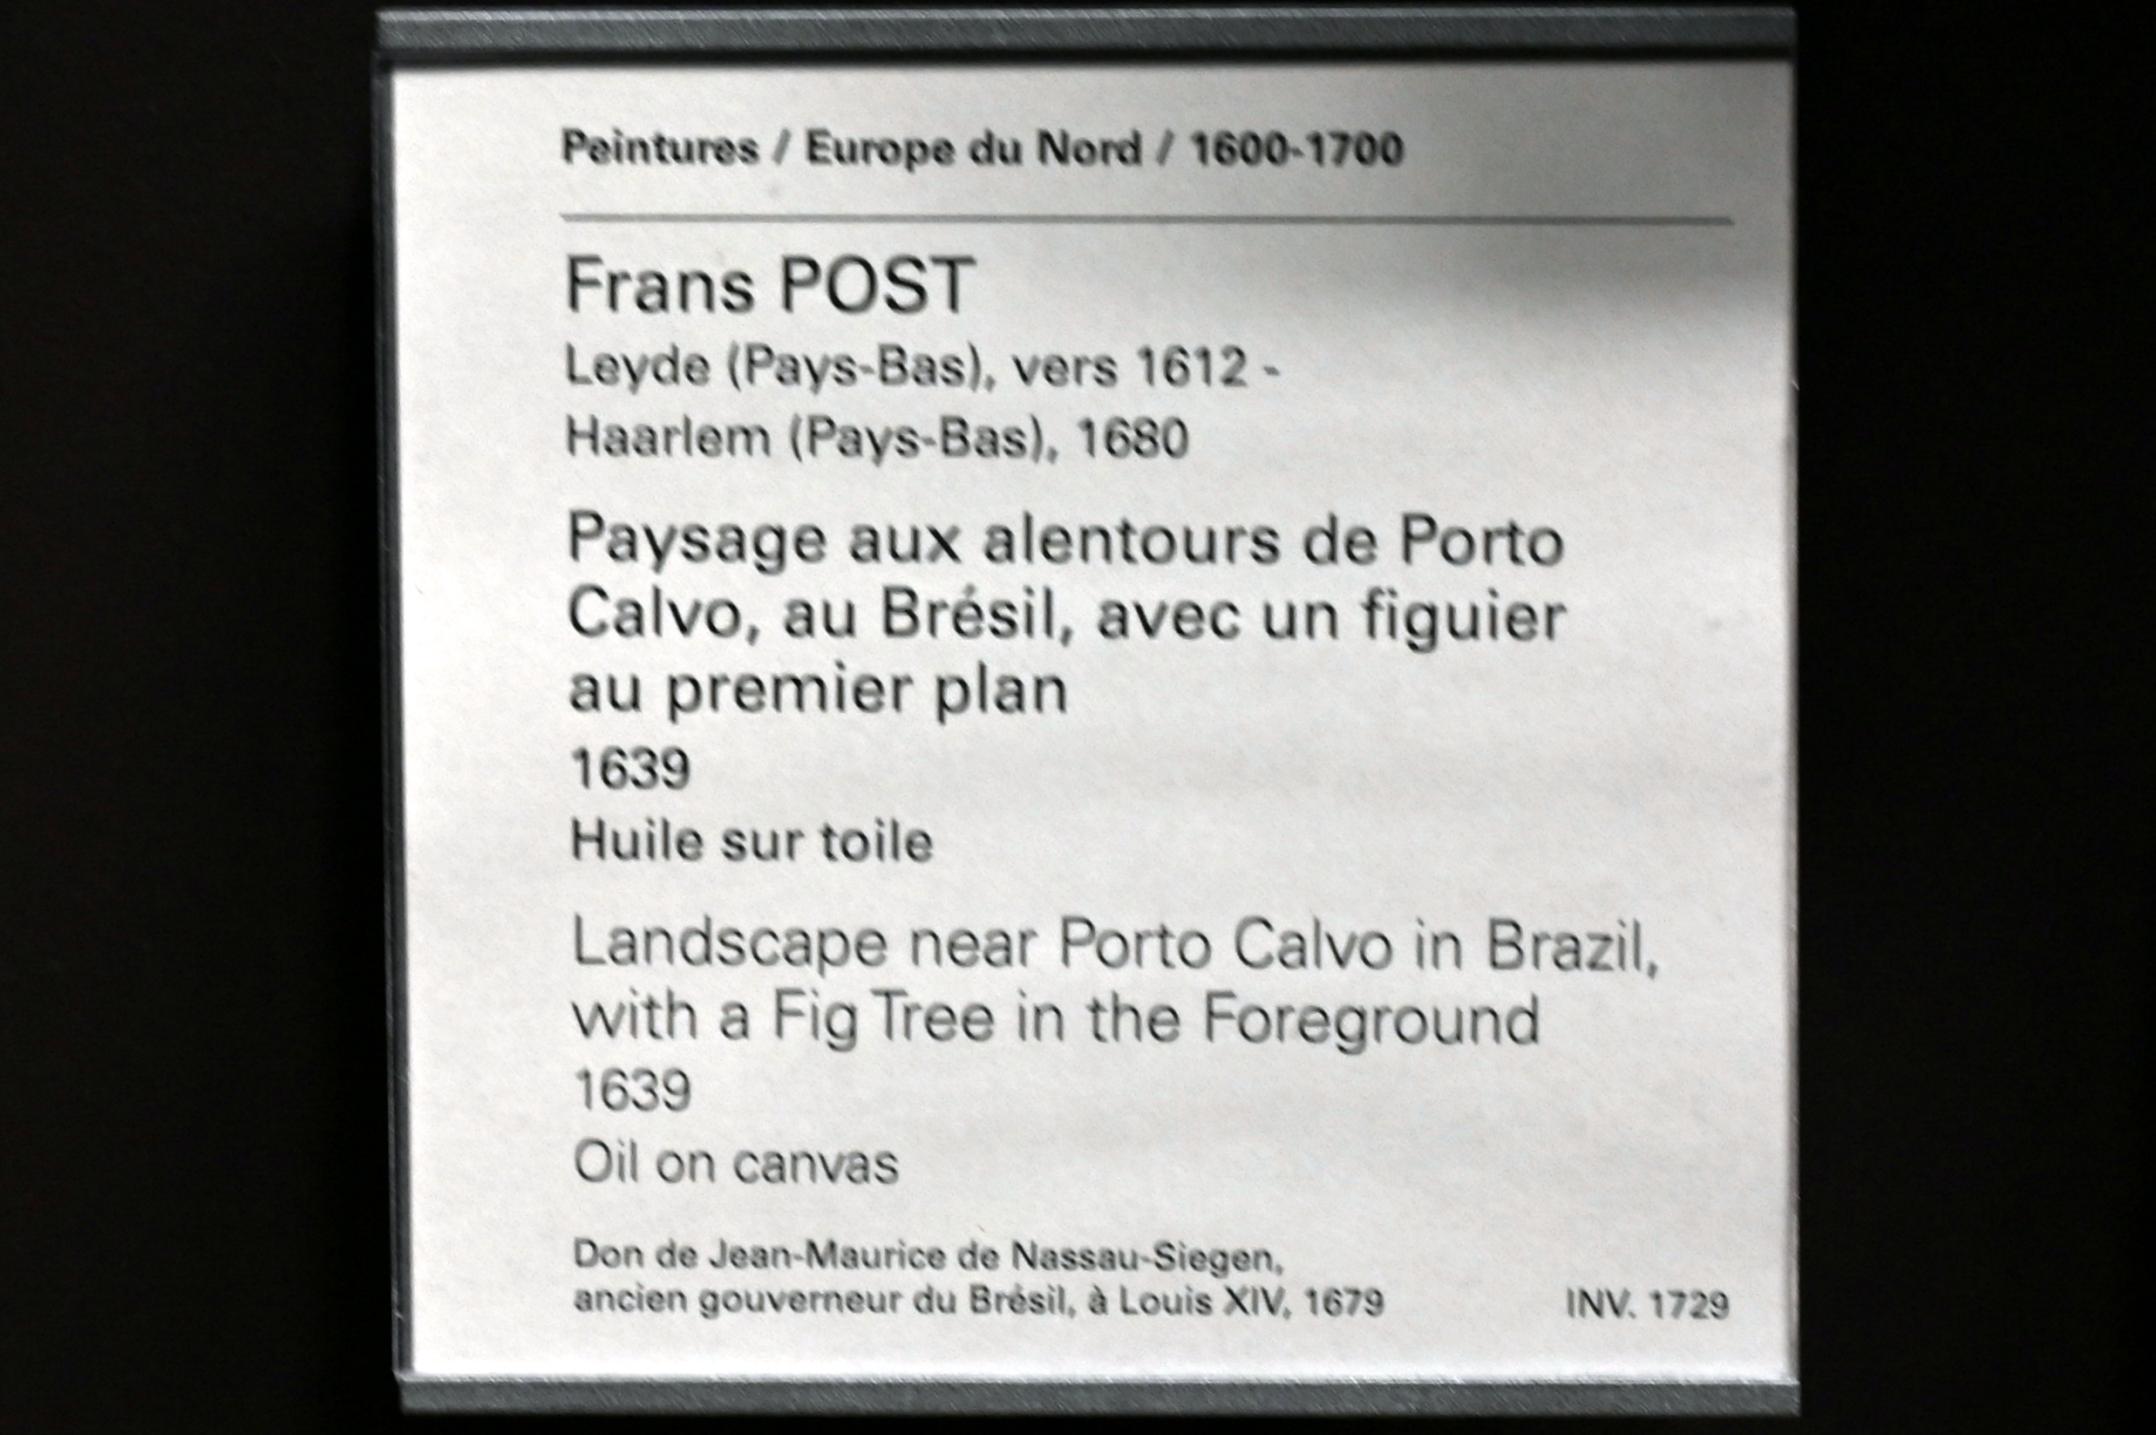 Peintures / Europe du Nord / 1600-1700
Frans POST
Leyde (Pays-Bas), vers 1612 -
Haarlem (Pays-Bas), 1680
Paysage aux alentours de Porto
Calvo, au Brésil, avec un figuier
au premier plan
1639
Huile sur toile
Landscape near Porto Calvo in Brazil,
with a Fig Tree in the Foreground
1639
Oil on canvas
Don de Jean-Maurice de Nassau-Siegen,
ancien gouverneur du Brésil, à Louis XIV, 1679 INV. 1729